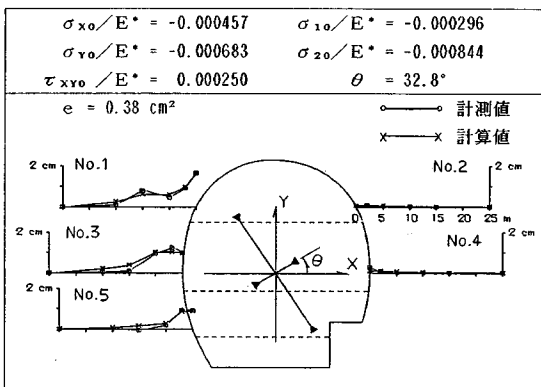 σX0/E* = -0.000457 σ10/E* = -0.000296
σY0/E* = -0.000683 σ20/E* = -0.000844
τXY0/E* = 0.000250 θ = 32.8°
e = 0.38 cm²
計測値
計算値
2 cm No.1
No.2 2 cm
0 5 10 15 20 25 m
Y
2 cm No.3
No.4 2 cm
θ
X
2 cm No.5